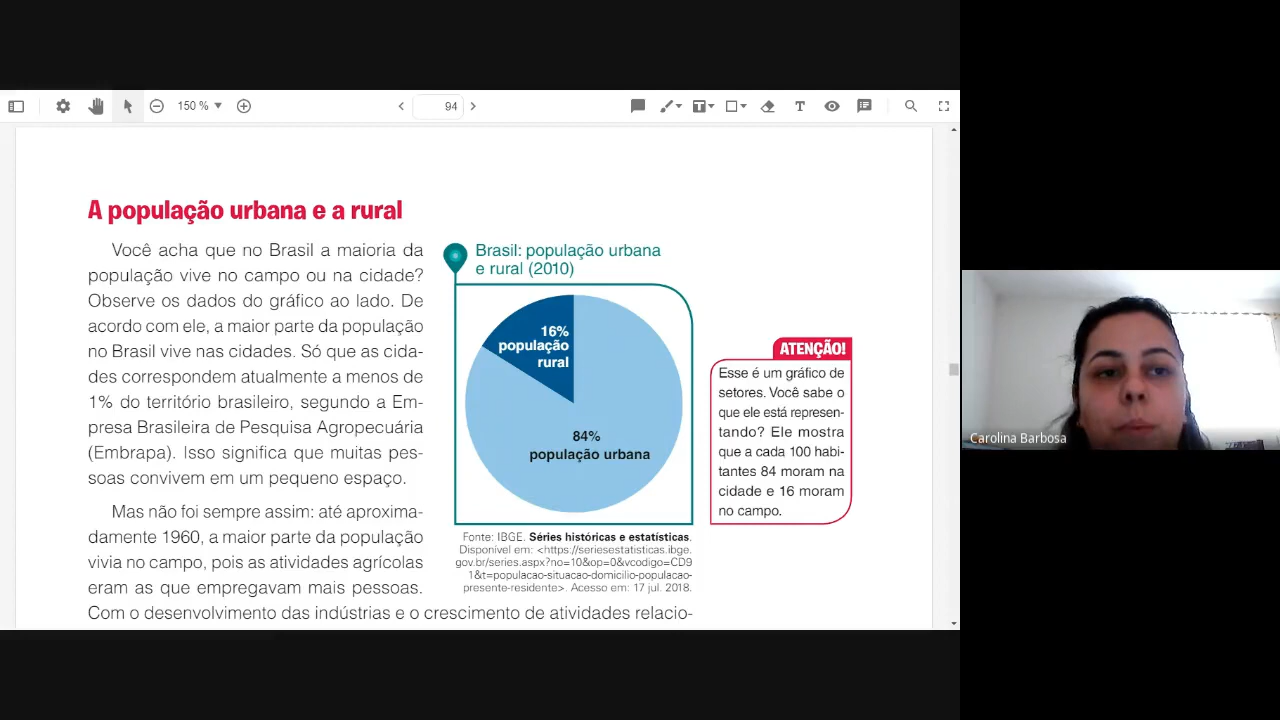 150 %
94
A população urbana e a rural
Você acha que no Brasil a maioria da
população vive no campo ou na cidade?
Observe os dados do gráfico ao lado. De
acordo com ele, a maior parte da população
no Brasil vive nas cidades. Só que as cida-
des correspondem atualmente a menos de
1% do território brasileiro, segundo a Em-
presa Brasileira de Pesquisa Agropecuária
(Embrapa). Isso significa que muitas pes-
soas convivem em um pequeno espaço.
Mas não foi sempre assim: até aproxima-
damente 1960, a maior parte da população
vivia no campo, pois as atividades agrícolas
eram as que empregavam mais pessoas.
Com o desenvolvimento das indústrias e o crescimento de atividades relacio-
Brasil: população urbana
e rural (2010)
16%
população
rural
84%
população urbana
Fonte: IBGE. Séries históricas e estatísticas.
Disponível em: <https://seriesestatisticas.ibge.
gov.br/series.aspx?no=10&op=0&vcodigo=CD9
1&t=populacao-situacao-domicilio-populacao-
presente-residente>. Acesso em: 17 jul. 2018.
ATENÇÃO!
Esse é um gráfico de
setores. Você sabe o
que ele está represen-
tando? Ele mostra
que a cada 100 habi-
tantes 84 moram na
cidade e 16 moram
no campo.
Carolina Barbosa